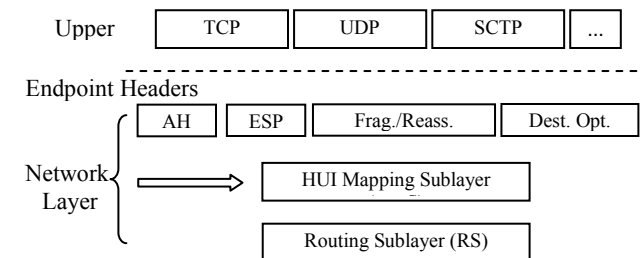 Upper TCP UDP SCTP ...
Endpoint Headers
AH ESP Frag./Reass. Dest. Opt.
Network
Layer
HUI Mapping Sublayer
Routing Sublayer (RS)